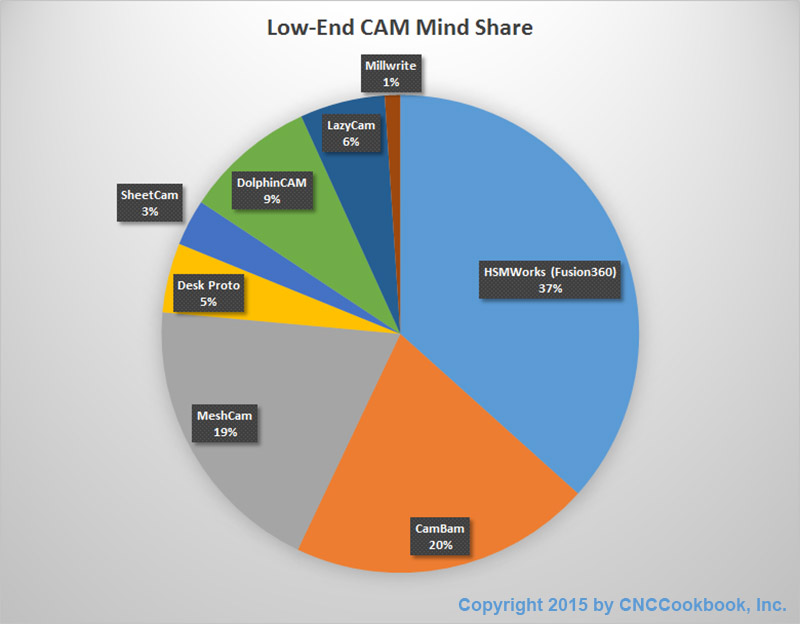 Low-End CAM Mind Share
Millwrite
1%
LazyCam
6%
DolphinCAM
9%
SheetCam
3%
HSMWorks (Fusion360)
37%
Desk Proto
5%
MeshCam
19%
CamBam
20%
Copyright 2015 by CNCCookbook, Inc.